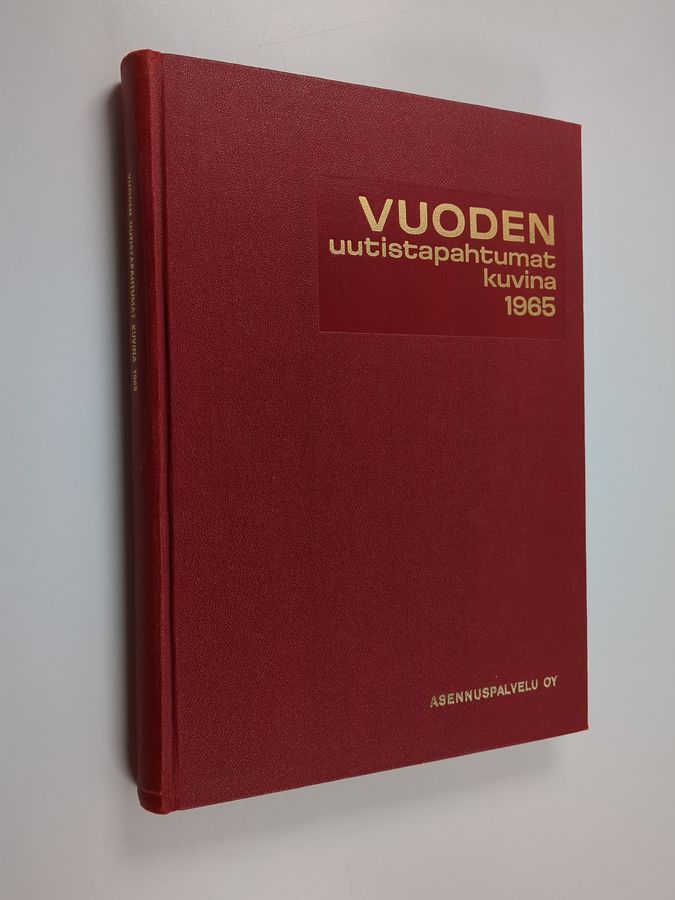 VUODEN
uutistapahtumat
kuvina
1965
ASENNUSPALVELU OY
VUODEN UUTISTAPAHTUMAT KUVINA 1965